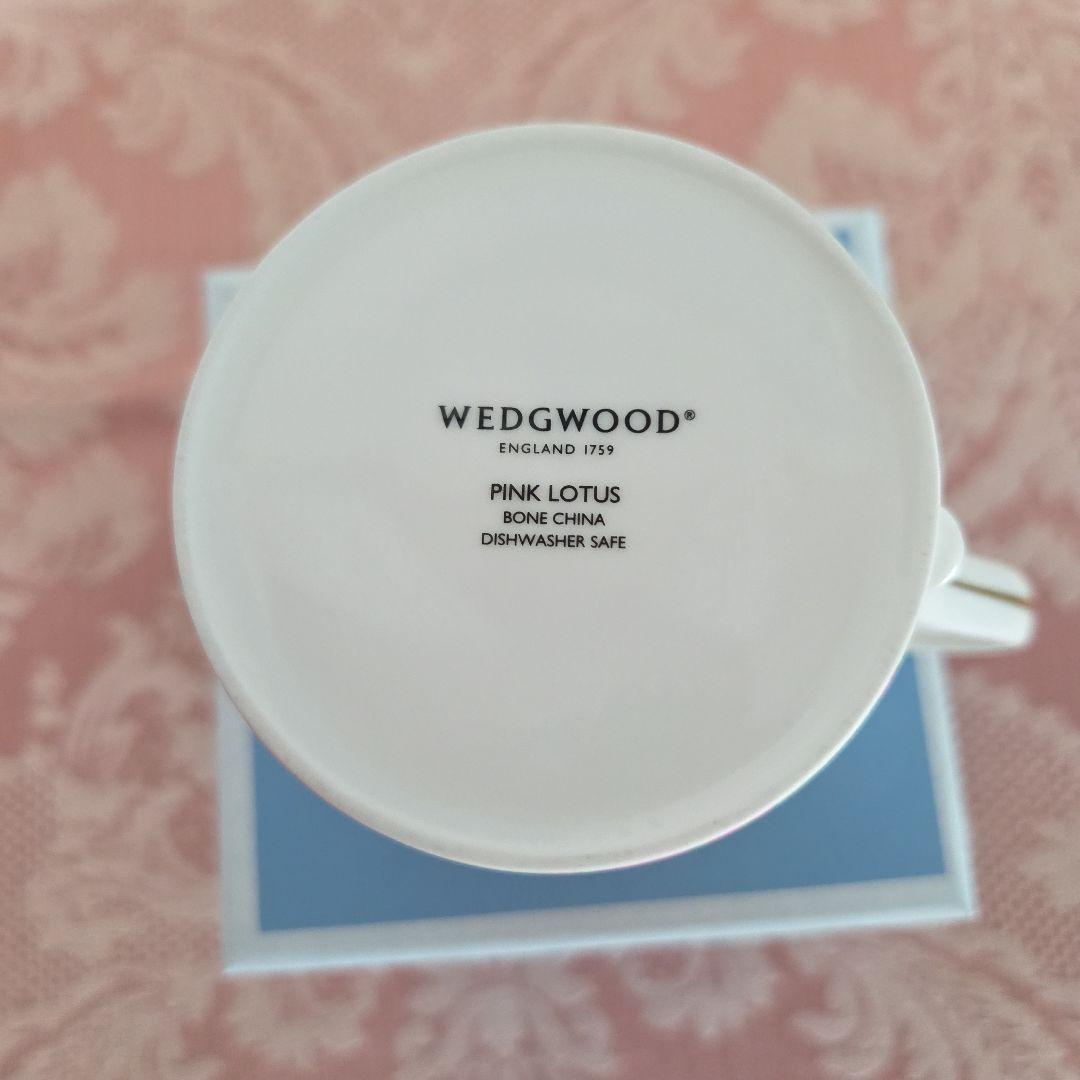 WEDGWOOD®
ENGLAND 1759
PINK LOTUS
BONE CHINA
DISHWASHER SAFE